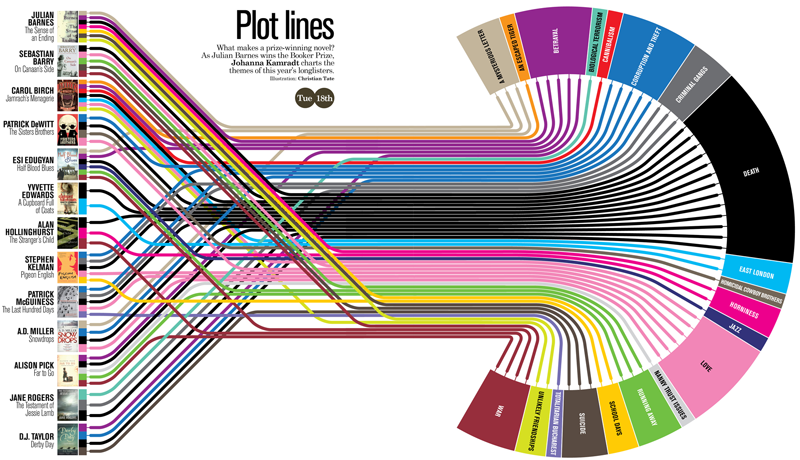 Plot lines
What makes a prize-winning novel?
As Julian Barnes wins the Booker Prize,
Johanna Kamradt charts the
themes of this year's longlisters.
Illustration: Christian Tate
Tue 18th
JULIAN
BARNES
The Sense of
an Ending
SEBASTIAN
BARRY
On Canaan's Side
CAROL BIRCH
Jamrach's Menagerie
PATRICK DeWITT
The Sisters Brothers
ESI EDUGYAN
Half Blood Blues
YVVETTE
EDWARDS
A Cupboard Full
of Coats
ALAN
HOLLINGHURST
The Stranger's Child
STEPHEN
KELMAN
Pigeon English
PATRICK
McGUINESS
The Last Hundred Days
A.D. MILLER
Snowdrops
ALISON PICK
Far to Go
JANE ROGERS
The Testament of
Jessie Lamb
D.J. TAYLOR
Derby Day
BARRY
SNOW
DROPS
A MYSTERIOUS LETTER
AN ESCAPED TIGER
BETRAYAL
BIOLOGICAL TERRORISM
CANNIBALISM
CORRUPTION AND THEFT
CRIMINAL GANGS
DEATH
EAST LONDON
HOMICIDAL COWBOY BROTHERS
HORNINESS
JAZZ
LOVE
NANNY TRUST ISSUES
RUNNING AWAY
SCHOOL DAYS
SUICIDE
TOTALITARIAN BUCHAREST
UNLIKELY FRIENDSHIPS
WAR